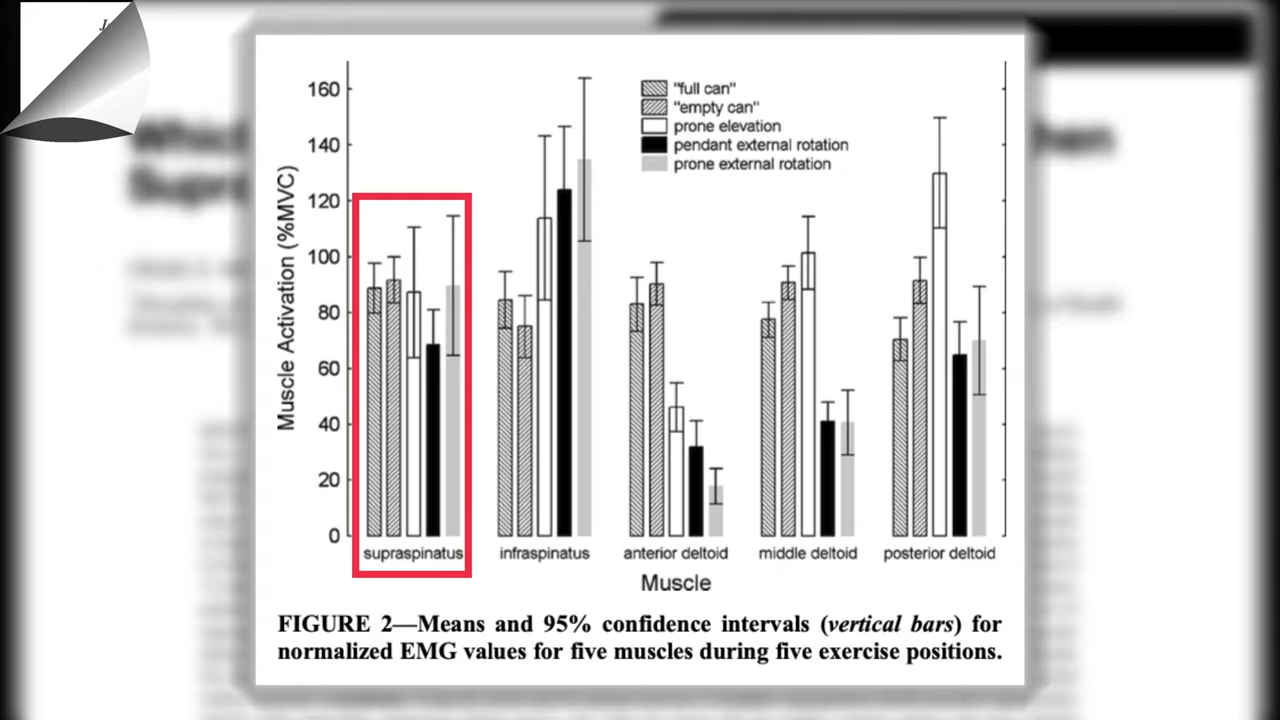 160
140
120
100
80
60
40
20
0
Muscle Activation (%MVC)
"full can"
"empty can"
prone elevation
pendant external rotation
prone external rotation
supraspinatus
infraspinatus
anterior deltoid
middle deltoid
posterior deltoid
Muscle
FIGURE 2—Means and 95% confidence intervals (vertical bars) for
normalized EMG values for five muscles during five exercise positions.